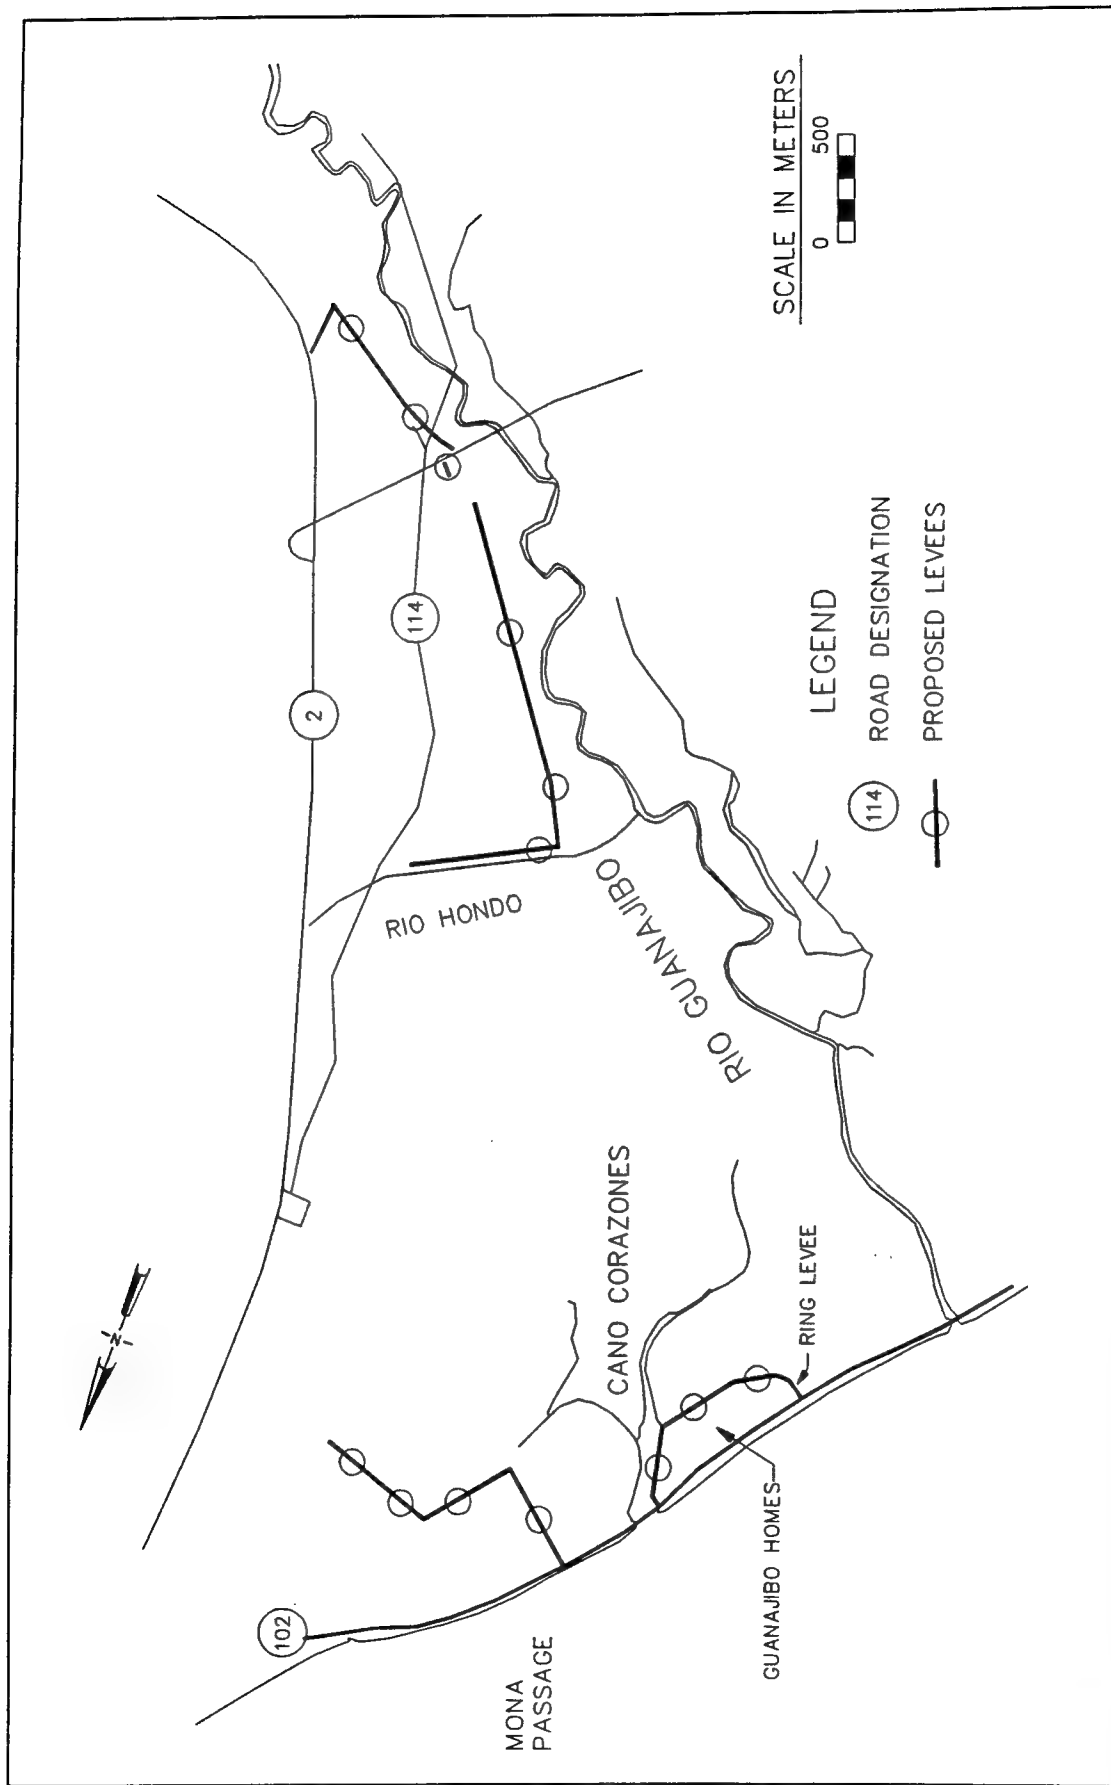 SCALE IN METERS
0 500
2
114
RIO HONDO
RIO GUANAJIBO
LEGEND
114 ROAD DESIGNATION
PROPOSED LEVEES
N
CANO CORAZONES
RING LEVEE
GUANAJIBO HOMES
102
MONA
PASSAGE